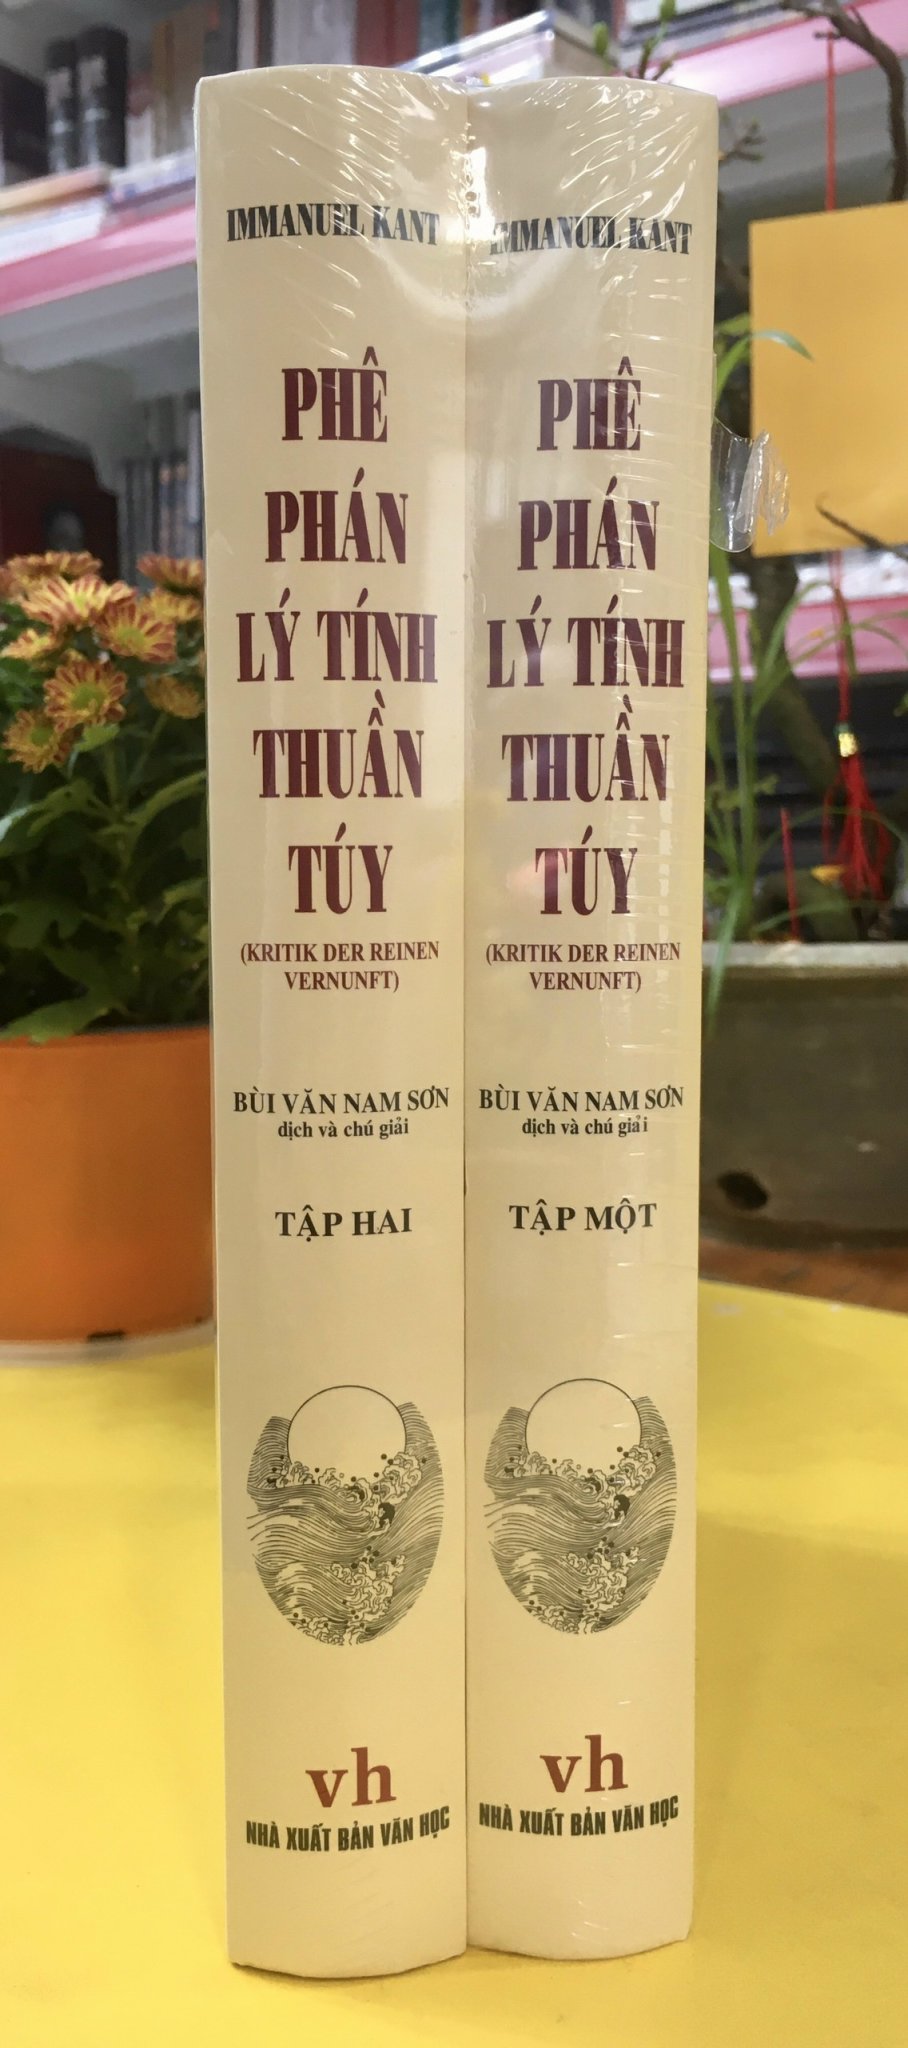 IMMANUEL KANT
PHÊ
PHÁN
LÝ TÍNH
THUẦN
TÚY
(KRITIK DER REINEN
VERNUNFT)
BÙI VĂN NAM SƠN
dịch và chú giải
TẬP HAI
vh
NHÀ XUẤT BẢN VĂN HỌC
IMMANUEL KANT
PHÊ
PHÁN
LÝ TÍNH
THUẦN
TÚY
(KRITIK DER REINEN
VERNUNFT)
BÙI VĂN NAM SƠN
dịch và chú giải
TẬP MỘT
vh
NHÀ XUẤT BẢN VĂN HỌC